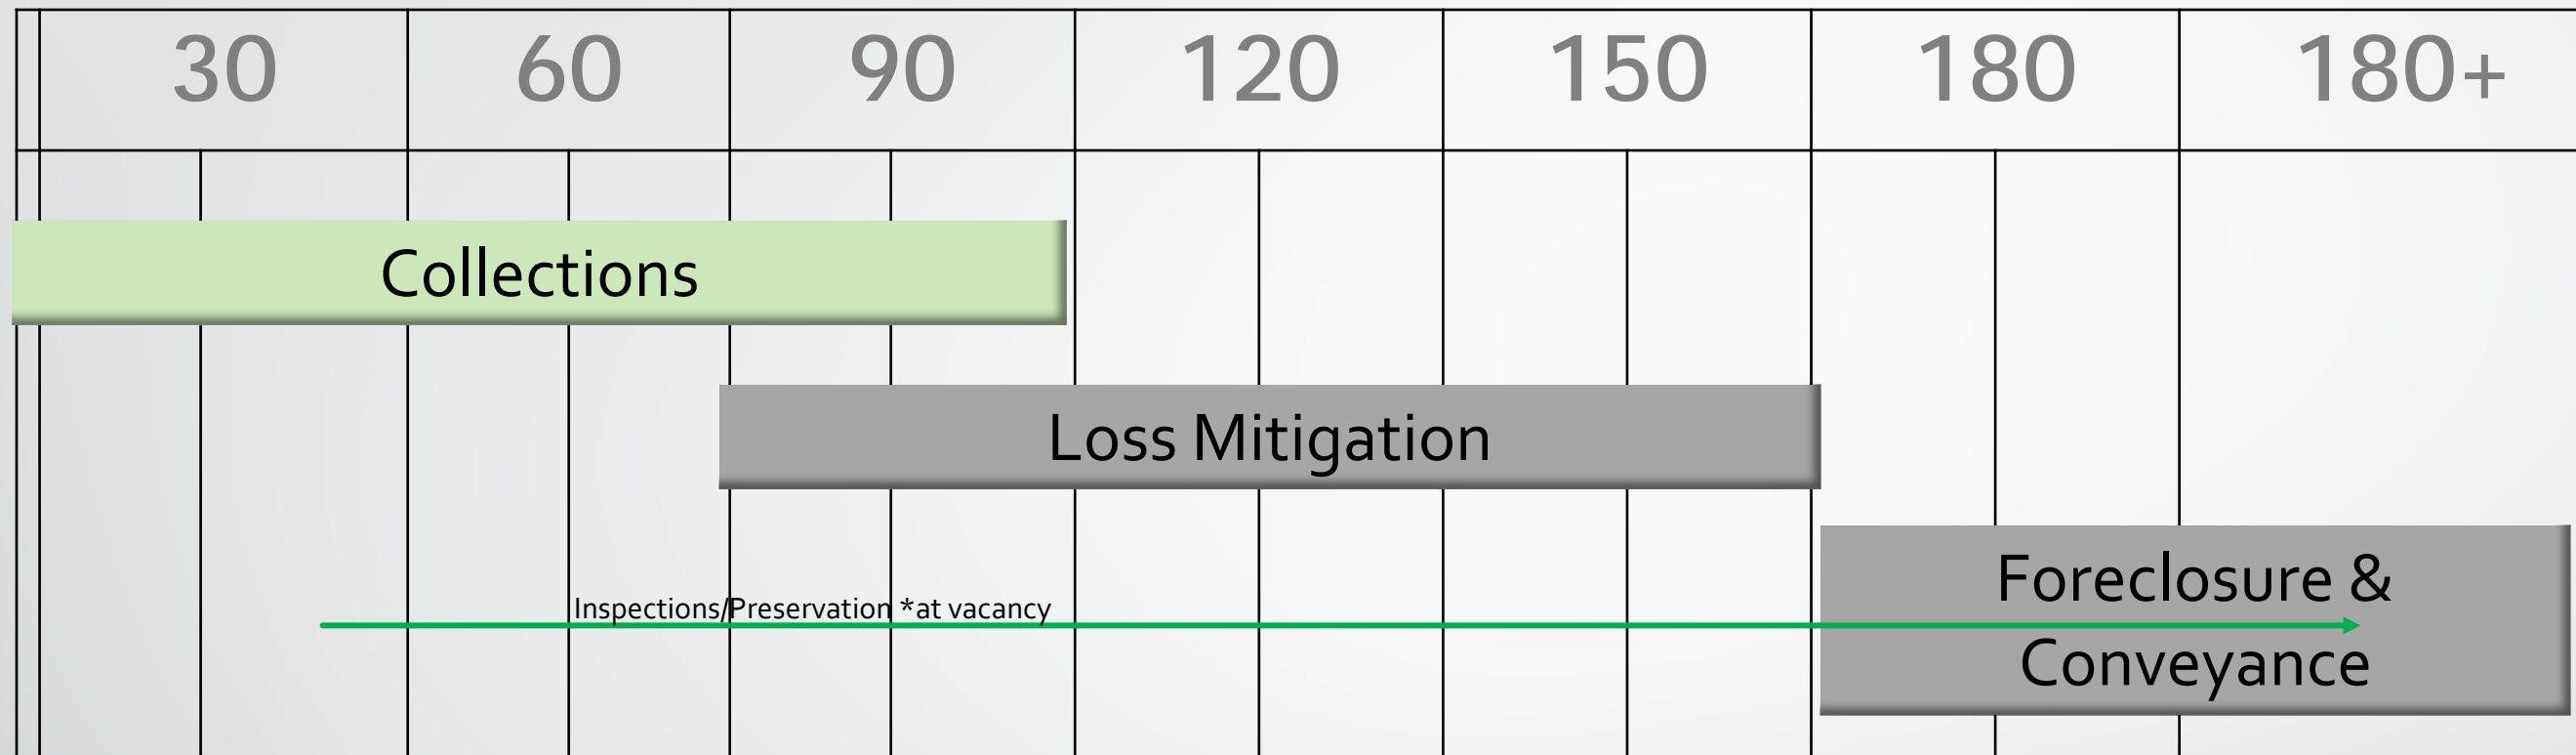 30 60 90 120 150 180 180+
Collections
Loss Mitigation
Foreclosure &
Conveyance
Inspections/Preservation *at vacancy